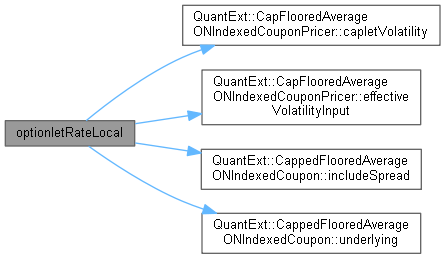 QuantExt::CapFlooredAverage
ONIndexedCouponPricer::capletVolatility
QuantExt::CapFlooredAverage
ONIndexedCouponPricer::effective
VolatilityInput
optionletRateLocal
QuantExt::CappedFlooredAverage
ONIndexedCoupon::includeSpread
QuantExt::CappedFlooredAverage
ONIndexedCoupon::underlying